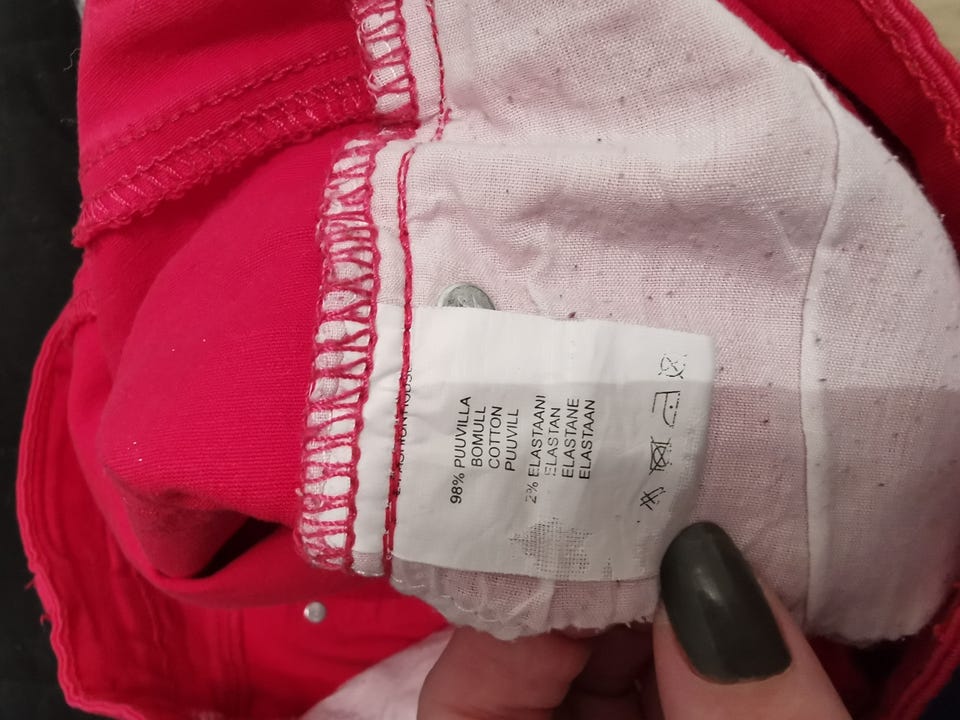 98% PUUVILLA
BOMULL
COTTON
PUUVILL
2% ELASTAANI
ELASTAN
ELASTANE
ELASTAAN